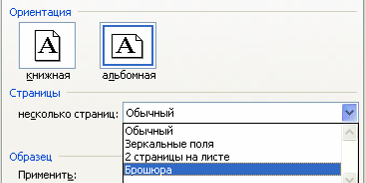 Ориентация
A A
книжная альбомная
Страницы
несколько страниц: Обычный
Обычный
Зеркальные поля
2 страницы на листе
Брошюра
Образец
Применить: